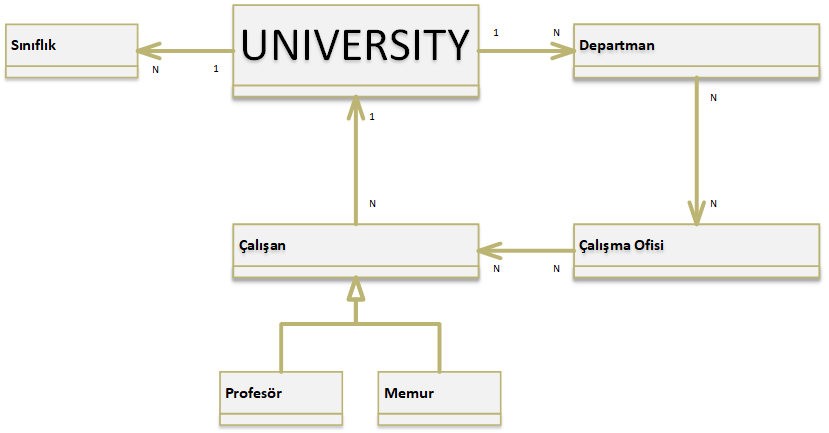 Sınıflık
UNIVERSITY
Departman
1
N
N
1
N
1
N
N
Çalışan
Çalışma Ofisi
N
N
Profesör
Memur